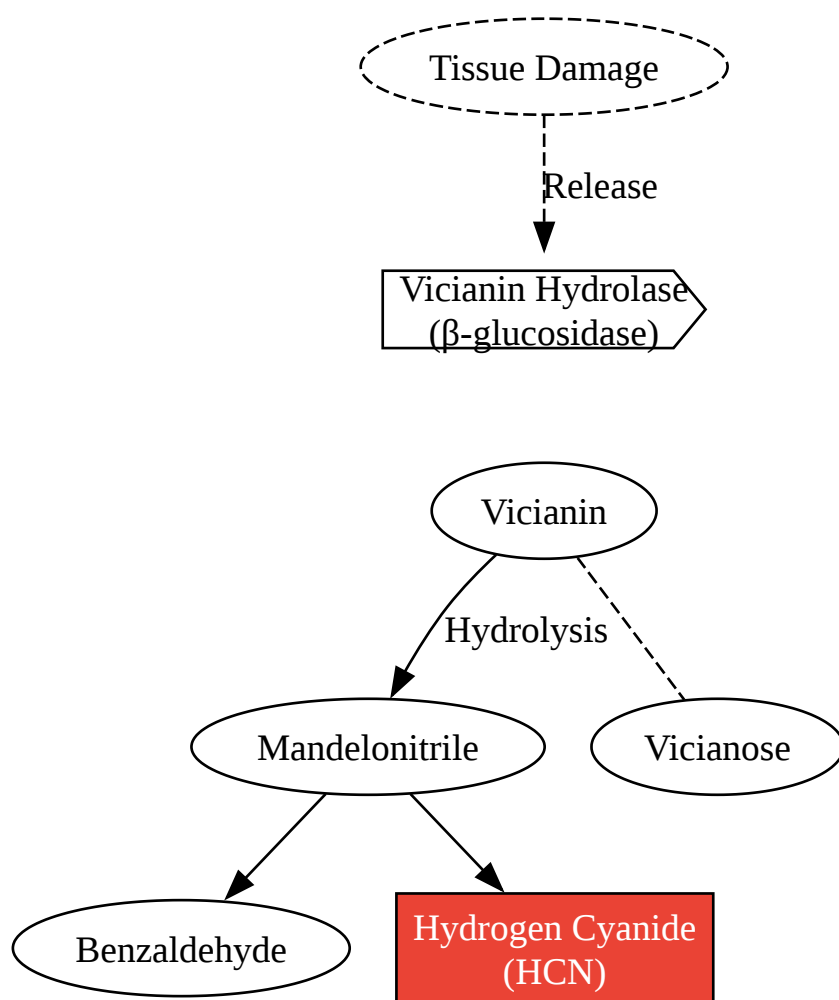 Tissue Damage
Release
Vicianin Hydrolase
(β-glucosidase)
Vicianin
Hydrolysis
Mandelonitrile
Vicianose
Benzaldehyde
Hydrogen Cyanide
(HCN)